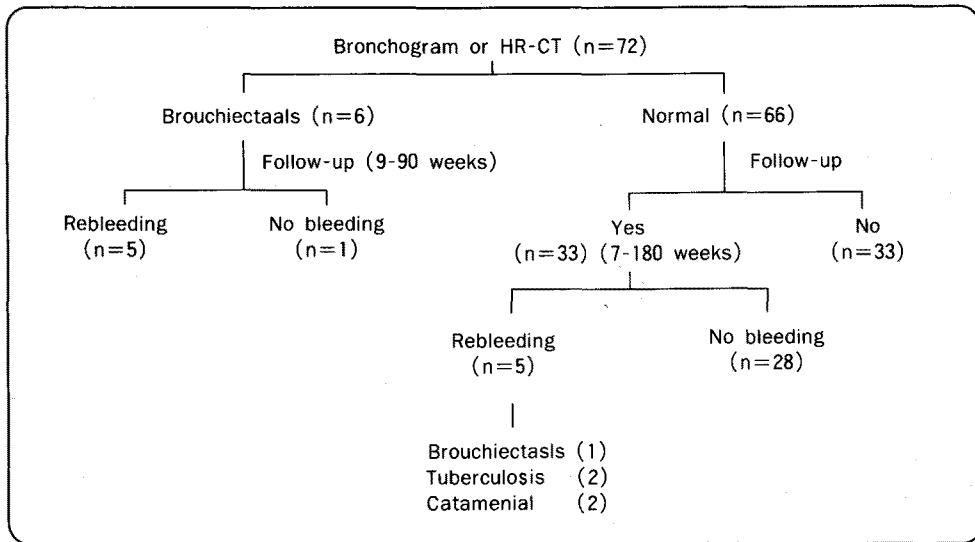 Bronchogram or HR-CT (n=72)
Brouchiectaals (n=6)
Normal (n=66)
Follow-up (9-90 weeks)
Follow-up
Rebleeding
(n=5)
No bleeding
(n=1)
Yes
(n=33) (7-180 weeks)
No
(n=33)
Rebleeding
(n=5)
No bleeding
(n=28)
Brouchiectasls (1)
Tuberculosis (2)
Catamenial (2)